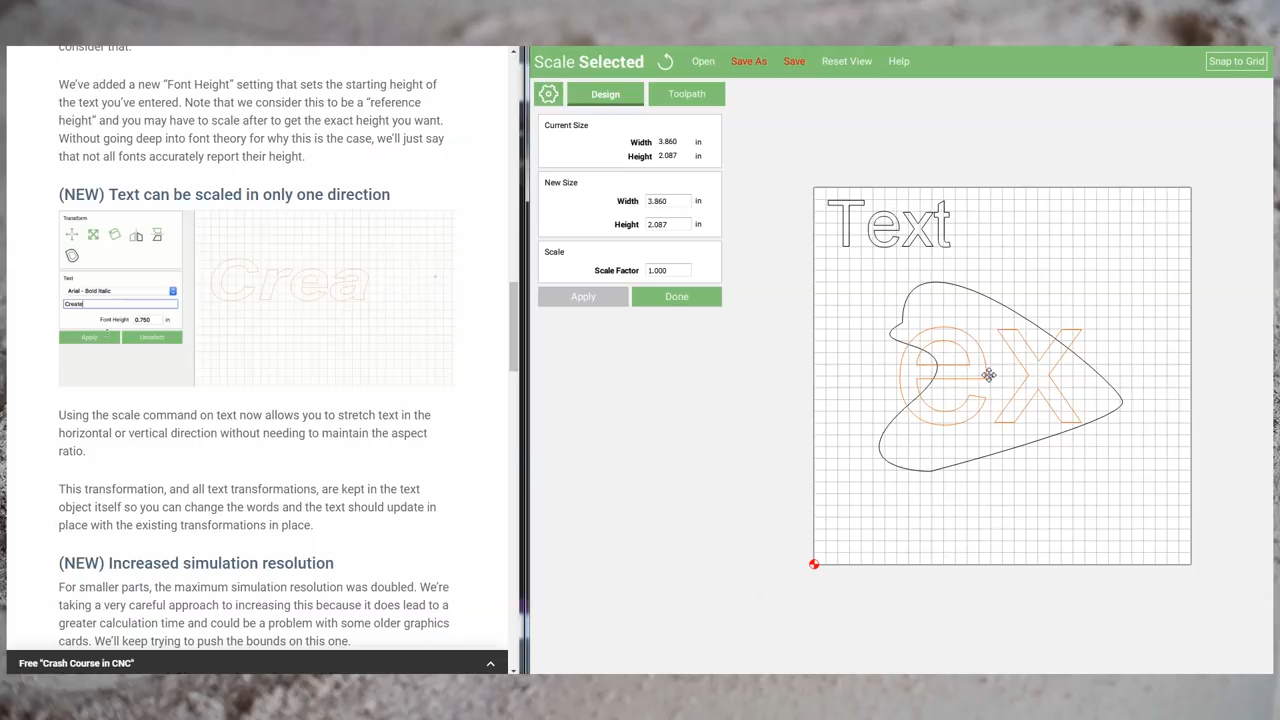 consider that.
We've added a new “Font Height” setting that sets the starting height of
the text you've entered. Note that we consider this to be a “reference
height” and you may have to scale after to get the exact height you want.
Without going deep into font theory for why this is the case, we'll just say
that not all fonts accurately report their height.
(NEW) Text can be scaled in only one direction
Transform
Text
Arial - Bold Italic
Create
Font Height 0.750 in
Apply Unselect
Crea
Using the scale command on text now allows you to stretch text in the
horizontal or vertical direction without needing to maintain the aspect
ratio.
This transformation, and all text transformations, are kept in the text
object itself so you can change the words and the text should update in
place with the existing transformations in place.
(NEW) Increased simulation resolution
For smaller parts, the maximum simulation resolution was doubled. We're
taking a very careful approach to increasing this because it does lead to a
greater calculation time and could be a problem with some older graphics
cards. We'll keep trying to push the bounds on this one.
Free "Crash Course in CNC"
Scale Selected Open Save As Save Reset View Help Snap to Grid
Design Toolpath
Current Size
Width 3.860 in
Height 2.087 in
New Size
Width 3.860 in
Height 2.087 in
Scale
Scale Factor 1.000
Apply Done
Text
ex